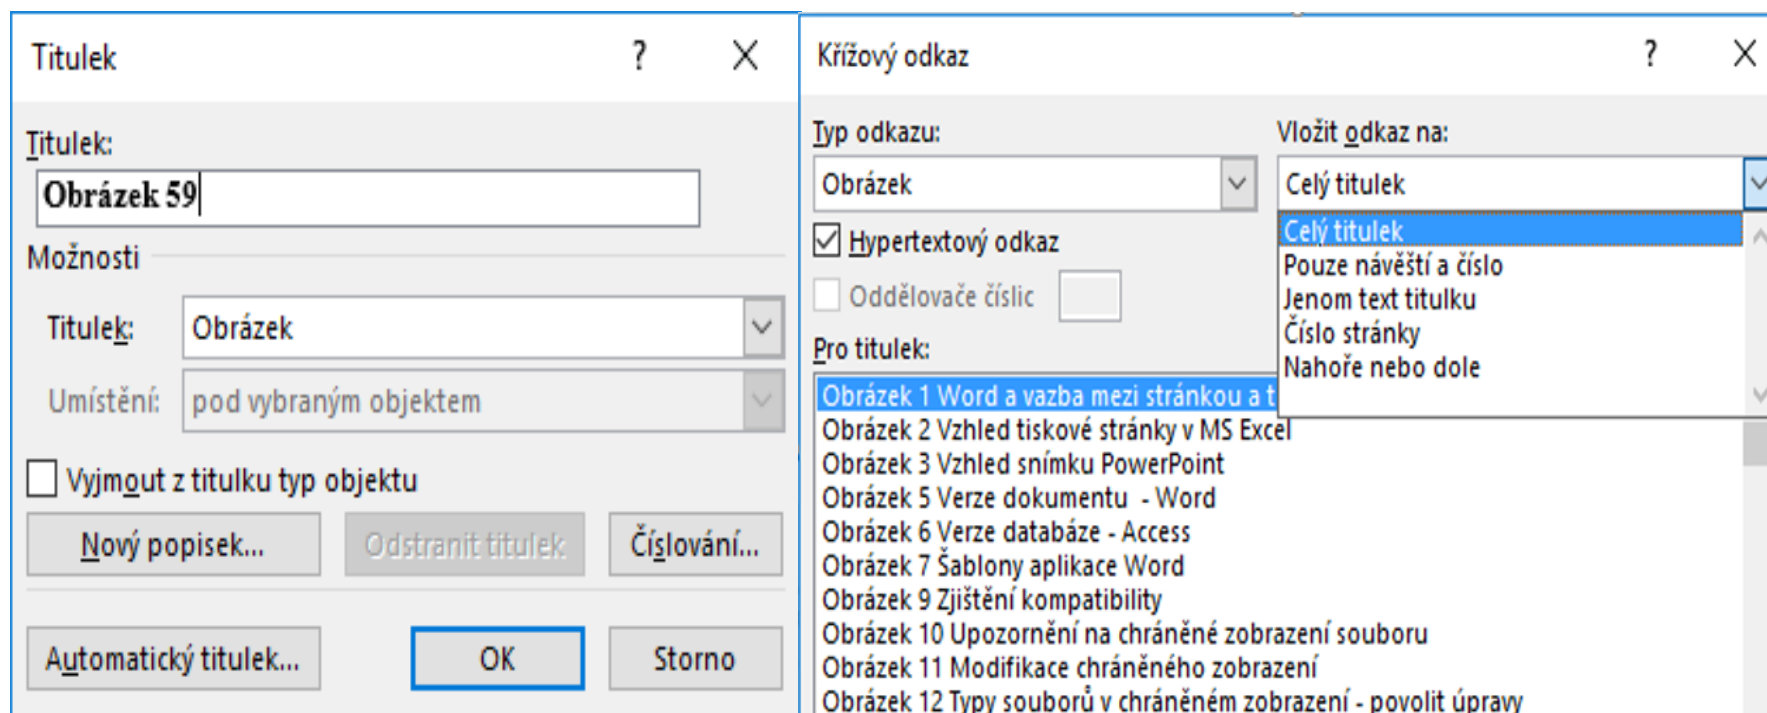 Titulek ? X
Titulek:
Obrázek 59
Možnosti
Titulek: Obrázek
Umístění: pod vybraným objektem
Vyjmout z titulku typ objektu
Nový popisek... Odstranit titulek Číslování...
Automatický titulek... OK Storno
Křížový odkaz ? X
Typ odkazu: Vložit odkaz na:
Obrázek Celý titulek
Hypertextový odkaz
Oddělovače číslic
Celý titulek
Pouze návěští a číslo
Jenom text titulku
Číslo stránky
Nahoře nebo dole
Pro titulek:
Obrázek 1 Word a vazba mezi stránkou a t
Obrázek 2 Vzhled tiskové stránky v MS Excel
Obrázek 3 Vzhled snímku PowerPoint
Obrázek 5 Verze dokumentu - Word
Obrázek 6 Verze databáze - Access
Obrázek 7 Šablony aplikace Word
Obrázek 9 Zjištění kompatibility
Obrázek 10 Upozornění na chráněné zobrazení souboru
Obrázek 11 Modifikace chráněného zobrazení
Obrázek 12 Typy souborů v chráněném zobrazení - povolit úpravy